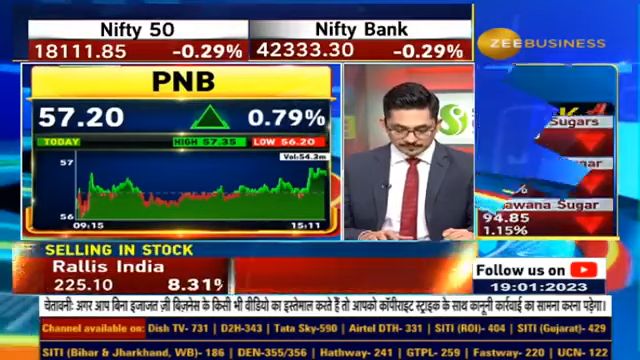 Nifty 50
18111.85 -0.29%
Nifty Bank
42333.30 -0.29%
ZEE BUSINESS
PNB
57.20 0.79%
TODAY HIGH 57.35 LOW 56.20
Vol:54.3m
57
56
09:15 15:11
Sugars
awana Sugar
94.85
1.15%
SELLING IN STOCK
Rallis India
225.10 8.31%
Follow us on
19:01:2023
चेतावनी: अगर आप बिना इजाजत ज़ी बिज़नेस के किसी भी वीडियो का इस्तेमाल करते हैं तो आपको कॉपीराइट स्ट्राइक के साथ कानूनी कार्रवाई का सामना करना पड़ेगा।
Channel available on: Dish TV- 731 | D2H-343 | Tata Sky-590 | Airtel DTH- 331 | SITI (ROI) - 404 | SITI (Gujarat) - 429
SITI (Bihar & Jharkhand, WB)- 186 | DEN-355/356 | Hathway- 241 | GTPL- 259 | Fastway- 220 | UCN- 122